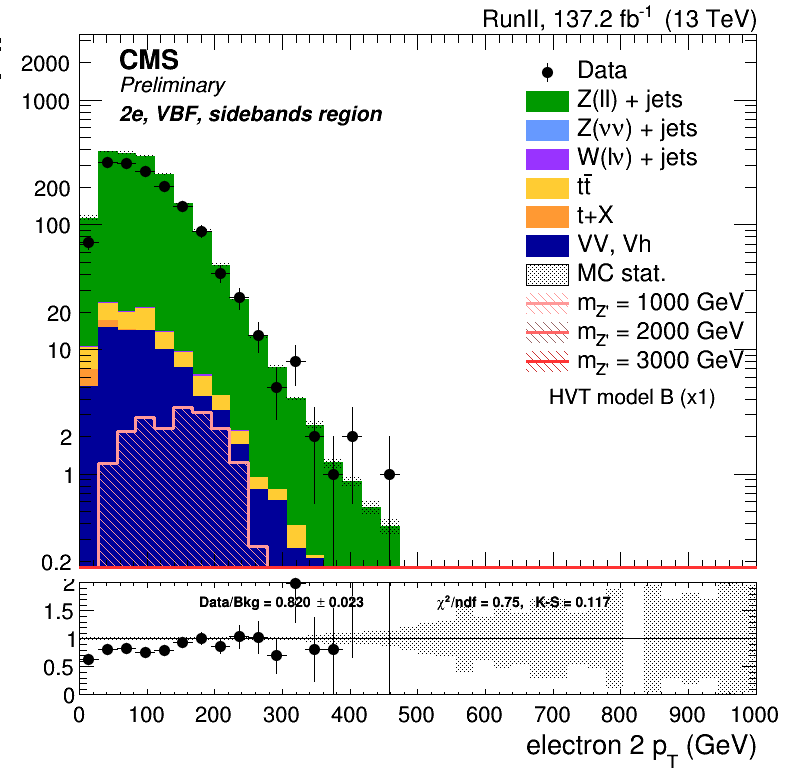 RunII, 137.2 fb⁻¹ (13 TeV)
CMS
Preliminary
2e, VBF, sidebands region
Data
Z(ll) + jets
Z(νν) + jets
W(lν) + jets
tt̄
t+X
VV, Vh
MC stat.
m_Z' = 1000 GeV
m_Z' = 2000 GeV
m_Z' = 3000 GeV
HVT model B (x1)
2000
1000
200
100
20
10
2
1
0.2
Data/Bkg = 0.820 ± 0.023
χ²/ndf = 0.75, K-S = 0.117
2
1.5
1
0.5
0
0 100 200 300 400 500 600 700 800 900 1000
electron 2 p_T (GeV)